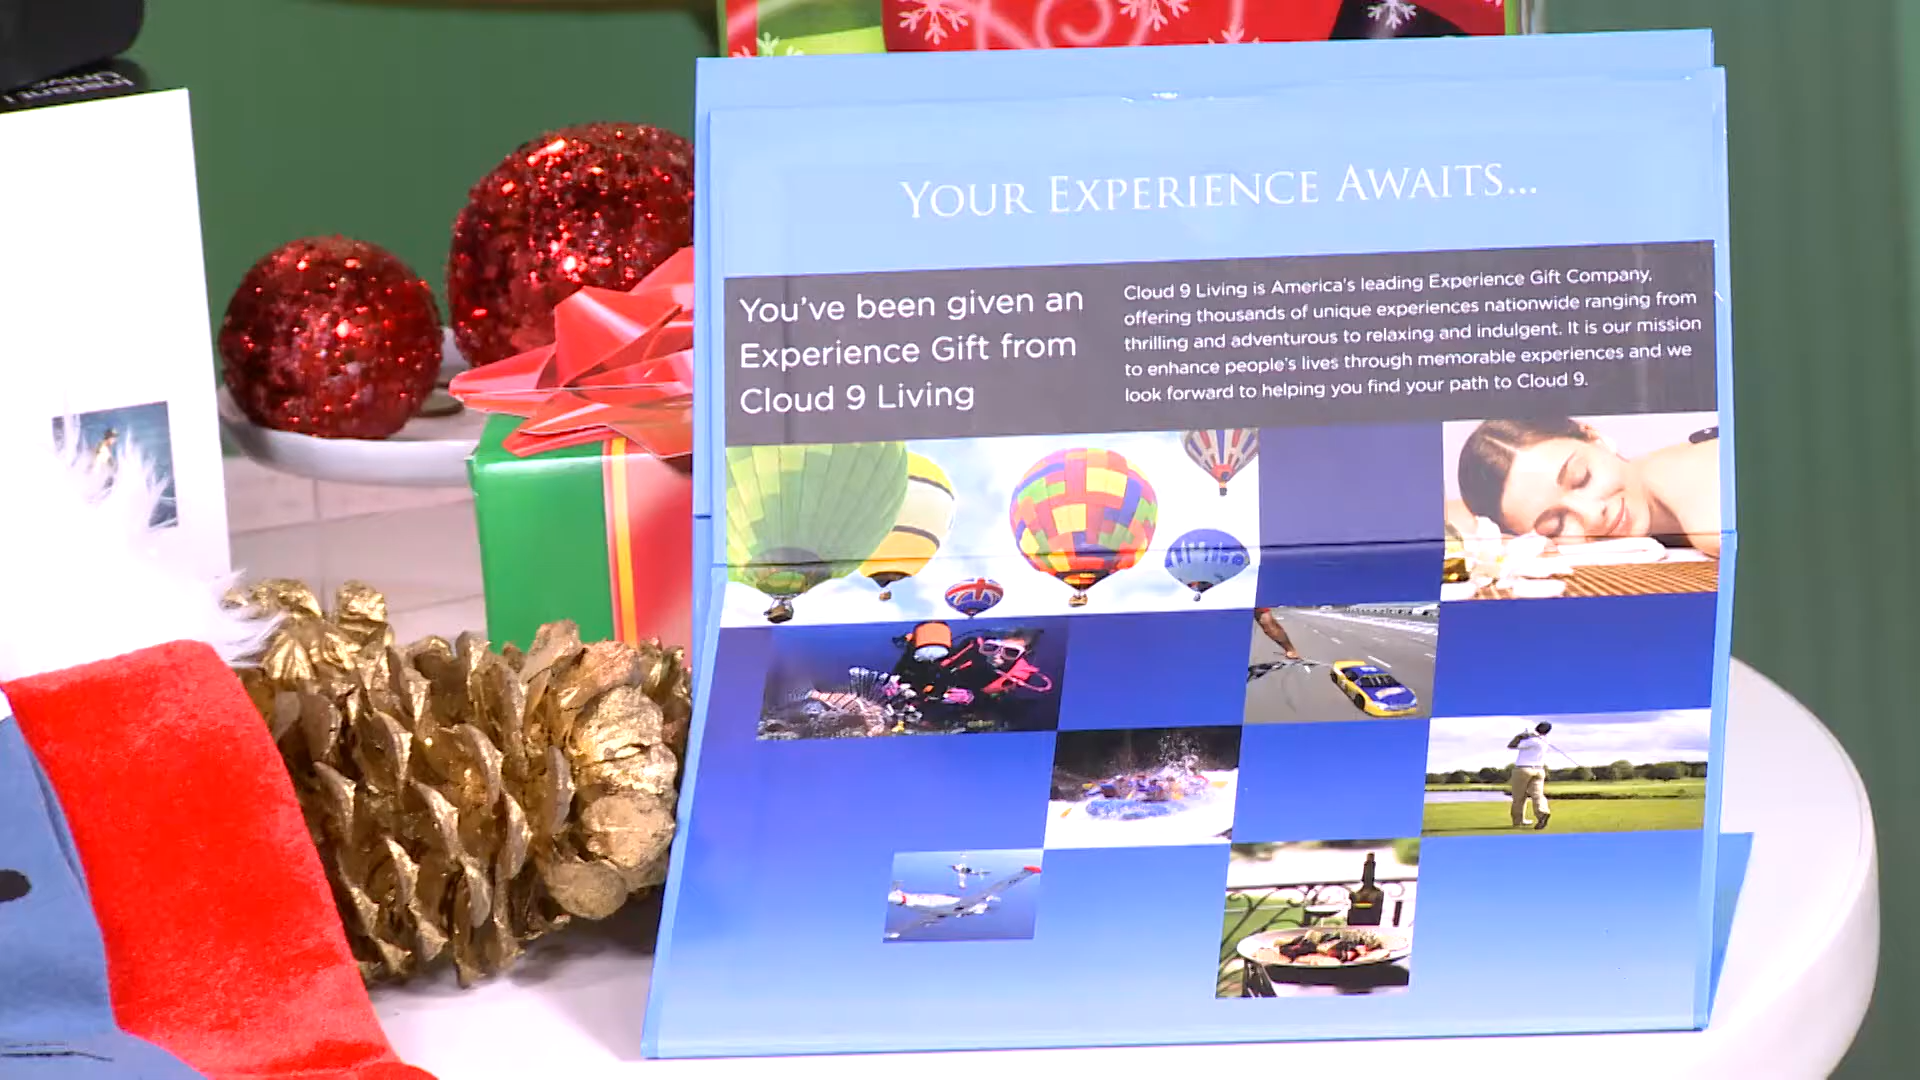 YOUR EXPERIENCE AWAITS...
You've been given an
Experience Gift from
Cloud 9 Living
Cloud 9 Living is America's leading Experience Gift Company,
offering thousands of unique experiences nationwide ranging from
thrilling and adventurous to relaxing and indulgent. It is our mission
to enhance people's lives through memorable experiences and we
look forward to helping you find your path to Cloud 9.